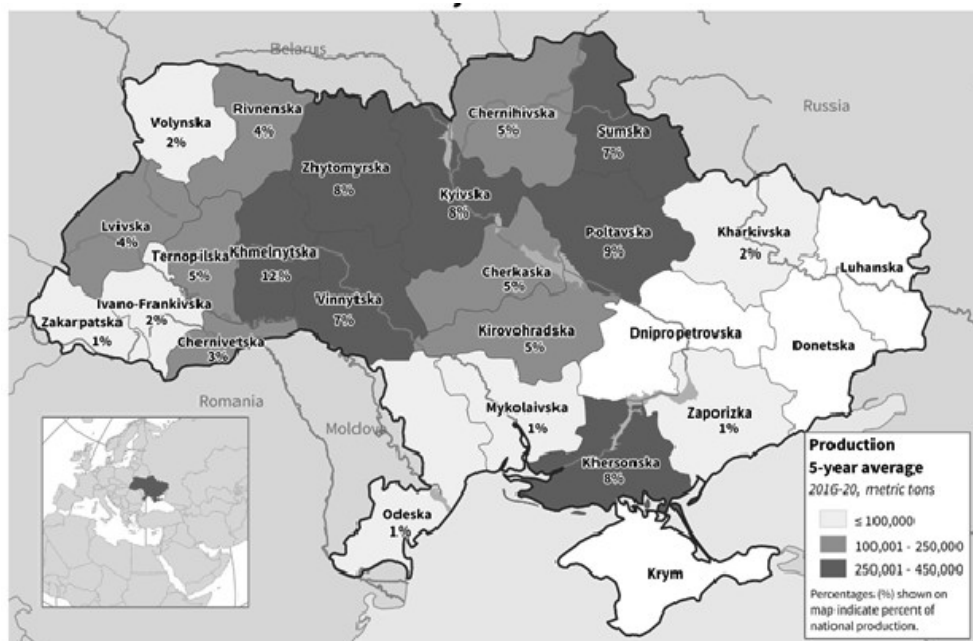 Belarus
Russia
Volynska
2%
Rivnenska
4%
Chernihivska
5%
Sumska
7%
Zhytomyrska
8%
Kyivska
8%
Lvivska
4%
Ternopilska
5%
Khmelnytska
12%
Poltavska
9%
Kharkivska
2%
Luhanska
Cherkaska
5%
Vinnytska
7%
Ivano-Frankivska
2%
Zakarpatska
1%
Chernivetska
3%
Kirovohradska
5%
Dnipropetrovska
Donetska
Romania
Moldova
Mykolaivska
1%
Zaporizka
1%
Khersonska
8%
Odeska
1%
Krym
Production
5-year average
2016-20, metric tons
≤ 100,000
100,001 - 250,000
250,001 - 450,000
Percentages (%) shown on
map indicate percent of
national production.